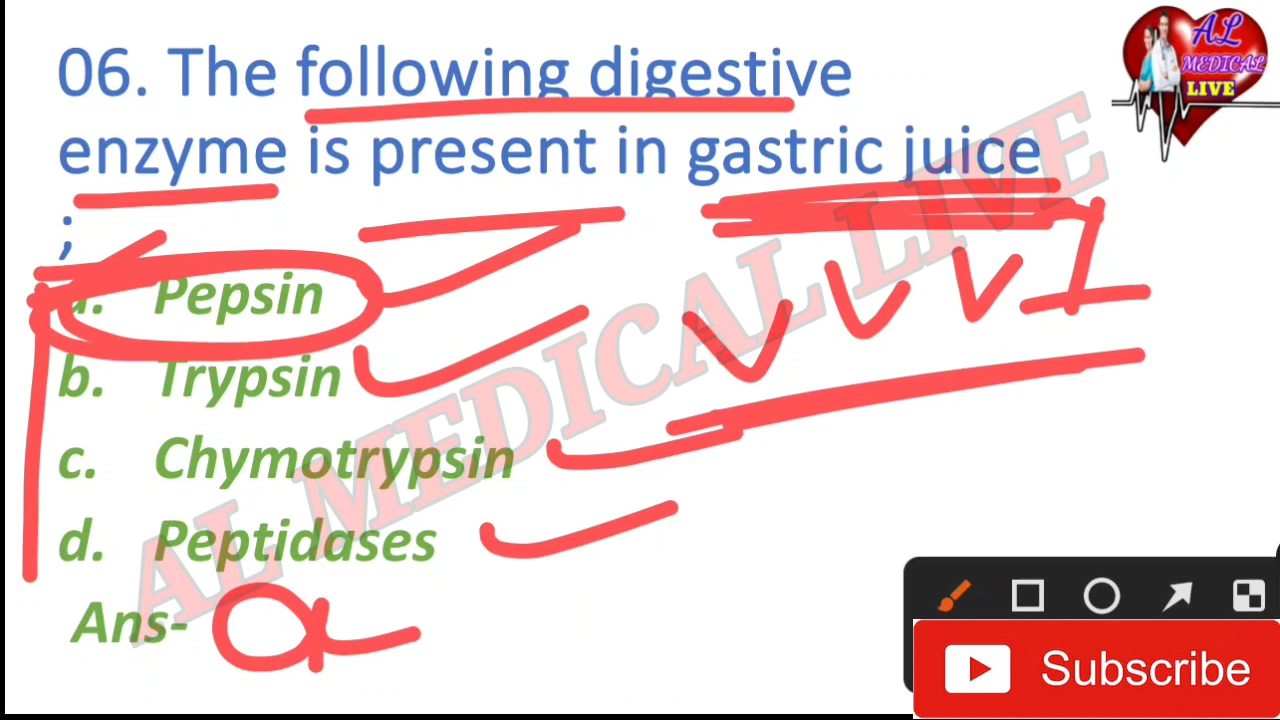 06. The following digestive
enzyme is present in gastric juice
;
a. Pepsin
b. Trypsin
c. Chymotrypsin
d. Peptidases
Ans- a
VVVI
AL MEDICAL LIVE
AL
MEDICAL
LIVE
Subscribe